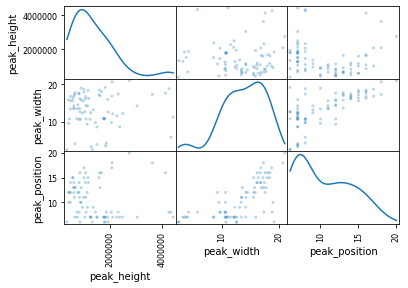 peak_height
4000000
2000000
peak_width
20
10
peak_position
20
15
10
2000000
4000000
10
20
10
15
20
peak_height
peak_width
peak_position